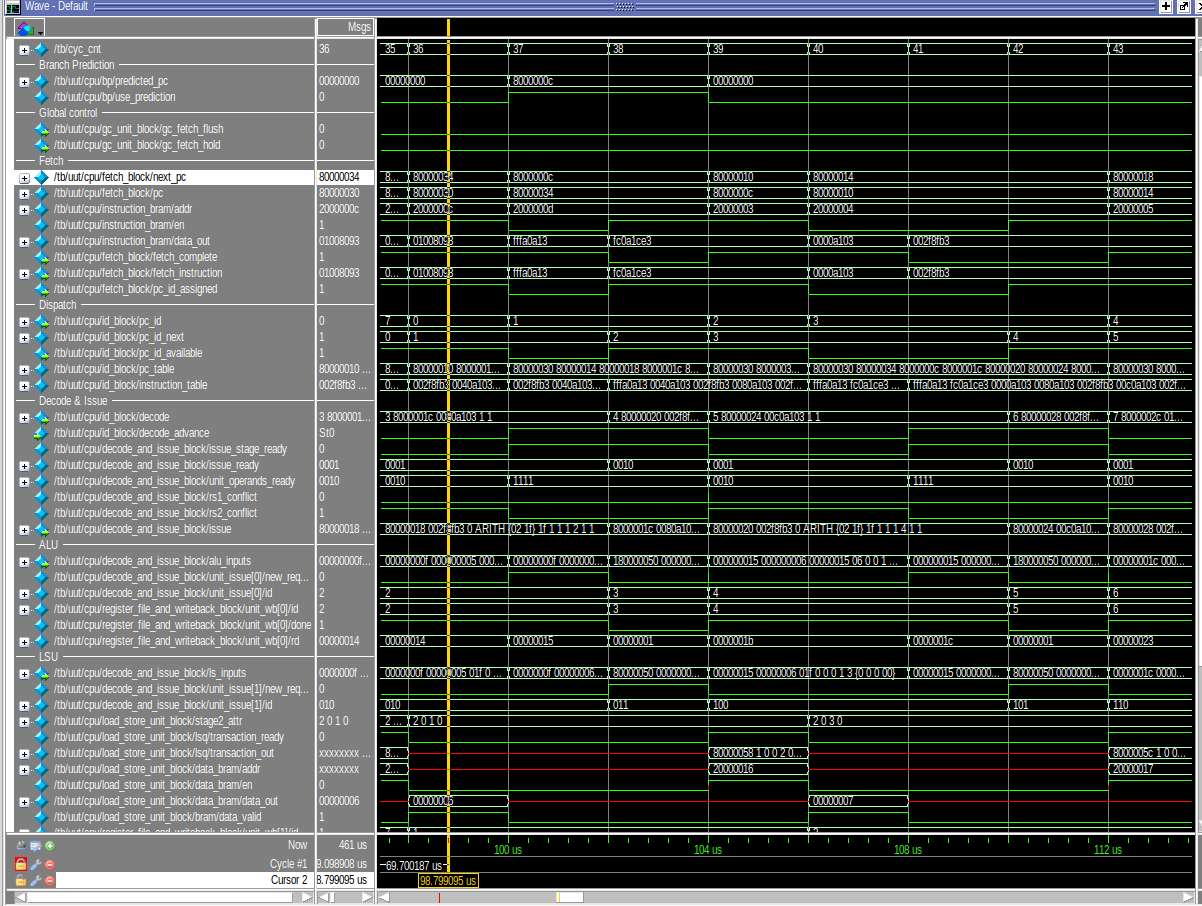 Wave - Default
Msgs
/tb/cyc_cnt 36 35 36 37 38 39 40 41 42 43
Branch Prediction
/tb/uut/cpu/bp/predicted_pc 00000000 00000000 8000000c 00000000
/tb/uut/cpu/bp/use_prediction 0
Global control
/tb/uut/cpu/gc_unit_block/gc_fetch_flush 0
/tb/uut/cpu/gc_unit_block/gc_fetch_hold 0
Fetch
/tb/uut/cpu/fetch_block/next_pc 80000034 8... 80000034 8000000c 80000010 80000014 80000018
/tb/uut/cpu/fetch_block/pc 80000030 8... 80000030 80000034 8000000c 80000010 80000014
/tb/uut/cpu/instruction_bram/addr 2000000c 2... 2000000c 2000000d 20000003 20000004 20000005
/tb/uut/cpu/instruction_bram/en 1
/tb/uut/cpu/instruction_bram/data_out 01008093 0... 01008093 fffa0a13 fc0a1ce3 0000a103 002f8fb3
/tb/uut/cpu/fetch_block/fetch_complete 1
/tb/uut/cpu/fetch_block/fetch_instruction 01008093 0... 01008093 fffa0a13 fc0a1ce3 0000a103 002f8fb3
/tb/uut/cpu/fetch_block/pc_id_assigned 1
Dispatch
/tb/uut/cpu/id_block/pc_id 0 7 0 1 2 3 4
/tb/uut/cpu/id_block/pc_id_next 1 0 1 2 3 4 5
/tb/uut/cpu/id_block/pc_id_available 1
/tb/uut/cpu/id_block/pc_table 80000010 ... 8... 80000010 8000001... 80000030 80000014 80000018 8000001c 8... 80000030 8000003... 80000030 80000034 8000000c 8000001c 80000020 80000024 8000... 80000030 8000...
/tb/uut/cpu/id_block/instruction_table 002f8fb3 ... 0... 002f8fb3 0040a103... 002f8fb3 0040a103... fffa0a13 0040a103 002f8fb3 0080a103 002f... fffa0a13 fc0a1ce3 ... fffa0a13 fc0a1ce3 0000a103 0080a103 002f8fb3 00c0a103 002f...
Decode & Issue
/tb/uut/cpu/id_block/decode 3 8000001... 3 8000001c 0080a103 1 1 4 80000020 002f8f... 5 80000024 00c0a103 1 1 6 80000028 002f8f... 7 8000002c 01...
/tb/uut/cpu/id_block/decode_advance St0
/tb/uut/cpu/decode_and_issue_block/issue_stage_ready 0
/tb/uut/cpu/decode_and_issue_block/issue_ready 0001 0001 0010 0001 0010 0001
/tb/uut/cpu/decode_and_issue_block/unit_operands_ready 0010 0010 1111 0010 1111 0010
/tb/uut/cpu/decode_and_issue_block/rs1_conflict 0
/tb/uut/cpu/decode_and_issue_block/rs2_conflict 1
/tb/uut/cpu/decode_and_issue_block/issue 80000018 ... 80000018 002f8fb3 0 ARITH {02 1f} 1f 1 1 1 2 1 1 8000001c 0080a10... 80000020 002f8fb3 0 ARITH {02 1f} 1f 1 1 1 4 1 1 80000024 00c0a10... 80000028 002f...
ALU
/tb/uut/cpu/decode_and_issue_block/alu_inputs 00000000f... 00000000f 000000005 000... 00000000f 0000000... 180000050 000000... 000000015 000000006 00000015 06 0 0 1 ... 000000015 000000... 180000050 000000... 00000001c 000...
/tb/uut/cpu/decode_and_issue_block/unit_issue[0]/new_req... 0
/tb/uut/cpu/decode_and_issue_block/unit_issue[0]/id 2 2 3 4 5 6
/tb/uut/cpu/register_file_and_writeback_block/unit_wb[0]/id 2 2 3 4 5 6
/tb/uut/cpu/register_file_and_writeback_block/unit_wb[0]/done 1
/tb/uut/cpu/register_file_and_writeback_block/unit_wb[0]/rd 00000014 00000014 00000015 00000001 0000001b 0000001c 00000001 00000023
LSU
/tb/uut/cpu/decode_and_issue_block/ls_inputs 0000000f ... 0000000f 00000005 01f 0 ... 0000000f 00000006... 80000050 0000000... 00000015 00000006 01f 0 0 0 1 3 {0 0 0 00} 00000015 0000000... 80000050 0000000... 0000001c 0000...
/tb/uut/cpu/decode_and_issue_block/unit_issue[1]/new_req... 0
/tb/uut/cpu/decode_and_issue_block/unit_issue[1]/id 010 010 011 100 101 110
/tb/uut/cpu/load_store_unit_block/stage2_attr 2 0 1 0 2 ... 2 0 1 0 2 0 3 0
/tb/uut/cpu/load_store_unit_block/lsq/transaction_ready 0
/tb/uut/cpu/load_store_unit_block/lsq/transaction_out xxxxxxxx ... 8... 80000058 1 0 0 2 0... 8000005c 1 0 0...
/tb/uut/cpu/load_store_unit_block/data_bram/addr xxxxxxxx 2... 20000016 20000017
/tb/uut/cpu/load_store_unit_block/data_bram/en 0
/tb/uut/cpu/load_store_unit_block/data_bram/data_out 00000006 00000006 00000007
/tb/uut/cpu/load_store_unit_block/bram/data_valid 1
Now 461 us 100 us 104 us 108 us 112 us
Cycle #1 9.098908 us -69.700187 us
Cursor 2 8.799095 us 98.799095 us